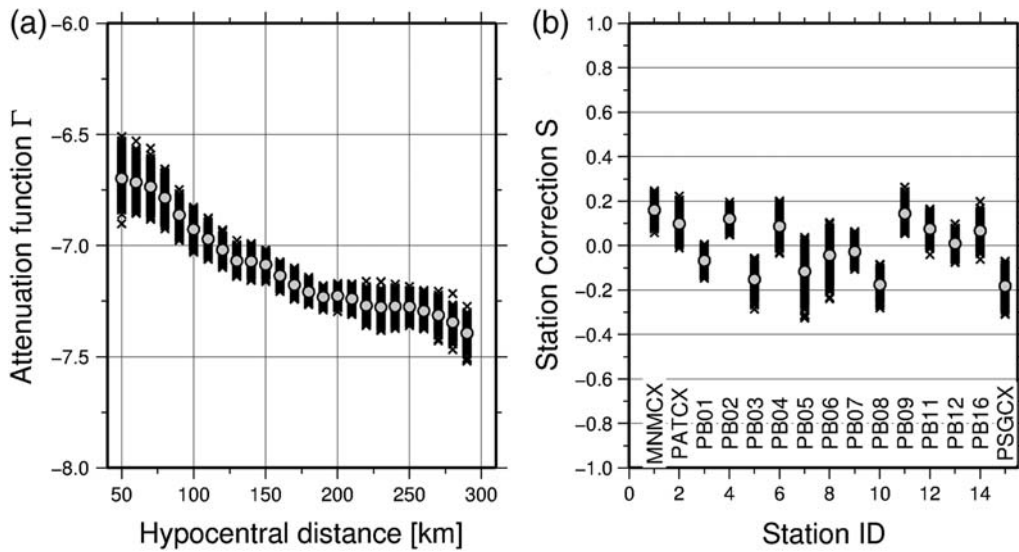 (a)
−6.0
−6.5
−7.0
−7.5
−8.0
Attenuation function Γ
50 100 150 200 250 300
Hypocentral distance [km]
(b)
1.0
0.8
0.6
0.4
0.2
0.0
−0.2
−0.4
−0.6
−0.8
−1.0
Station Correction S
MNMCX
PATCX
PB01
PB02
PB03
PB04
PB05
PB06
PB07
PB08
PB09
PB11
PB12
PB16
PSGCX
0 2 4 6 8 10 12 14
Station ID